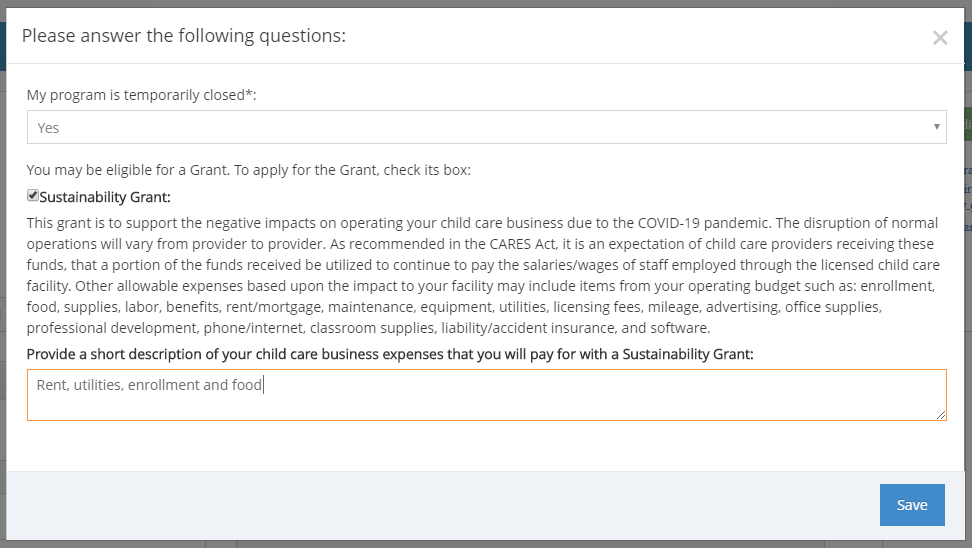 Please answer the following questions:
×
My program is temporarily closed*:
Yes
You may be eligible for a Grant. To apply for the Grant, check its box:
Sustainability Grant:
This grant is to support the negative impacts on operating your child care business due to the COVID-19 pandemic. The disruption of normal
operations will vary from provider to provider. As recommended in the CARES Act, it is an expectation of child care providers receiving these
funds, that a portion of the funds received be utilized to continue to pay the salaries/wages of staff employed through the licensed child care
facility. Other allowable expenses based upon the impact to your facility may include items from your operating budget such as: enrollment,
food, supplies, labor, benefits, rent/mortgage, maintenance, equipment, utilities, licensing fees, mileage, advertising, office supplies,
professional development, phone/internet, classroom supplies, liability/accident insurance, and software.
Provide a short description of your child care business expenses that you will pay for with a Sustainability Grant:
Rent, utilities, enrollment and food
Save